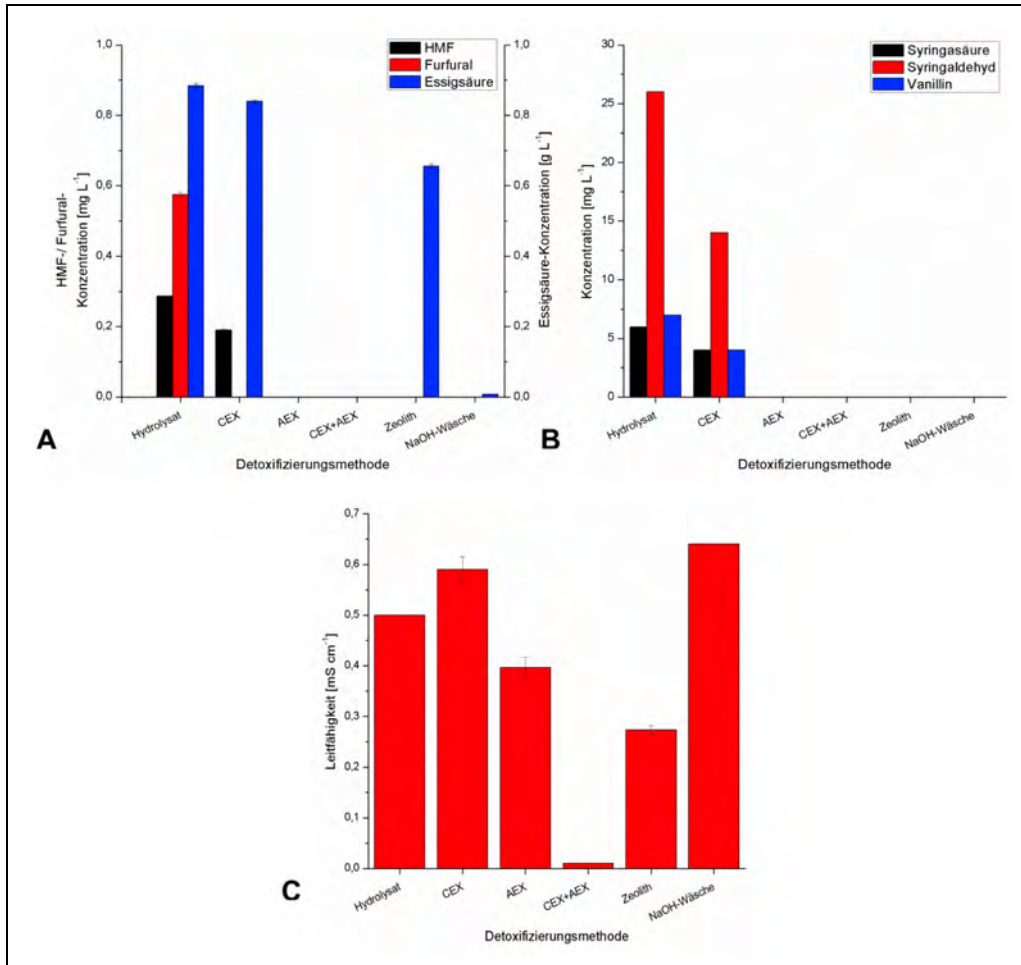 1,0
0,8
0,6
0,4
0,2
0,0
HMF-/ Furfural-
Konzentration [mg L⁻¹]
HMF
Furfural
Essigsäure
1,0
0,8
0,6
0,4
0,2
0,0
Essigsäure-Konzentration [g L⁻¹]
Hydrolysat
CEX
AEX
CEX+AEX
Zeolith
NaOH-Wäsche
A
Detoxifizierungsmethode
30
25
20
15
10
5
0
Konzentration [mg L⁻¹]
Syringasäure
Syringaldehyd
Vanillin
Hydrolysat
CEX
AEX
CEX+AEX
Zeolith
NaOH-Wäsche
B
Detoxifizierungsmethode
0,7
0,6
0,5
0,4
0,3
0,2
0,1
0,0
Leitfähigkeit [mS cm⁻¹]
Hydrolysat
CEX
AEX
CEX+AEX
Zeolith
NaOH-Wäsche
C
Detoxifizierungsmethode